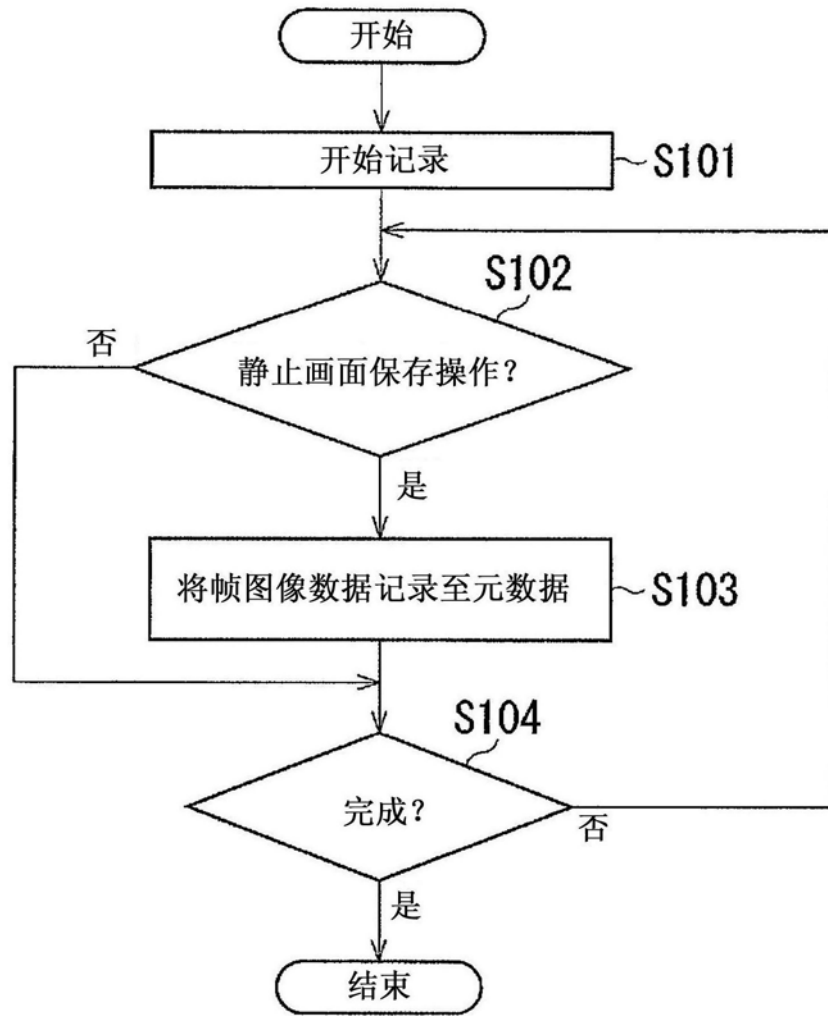 开始
开始记录
S101
S102
否
静止画面保存操作？
是
将帧图像数据记录至元数据
S103
S104
完成？
否
是
结束